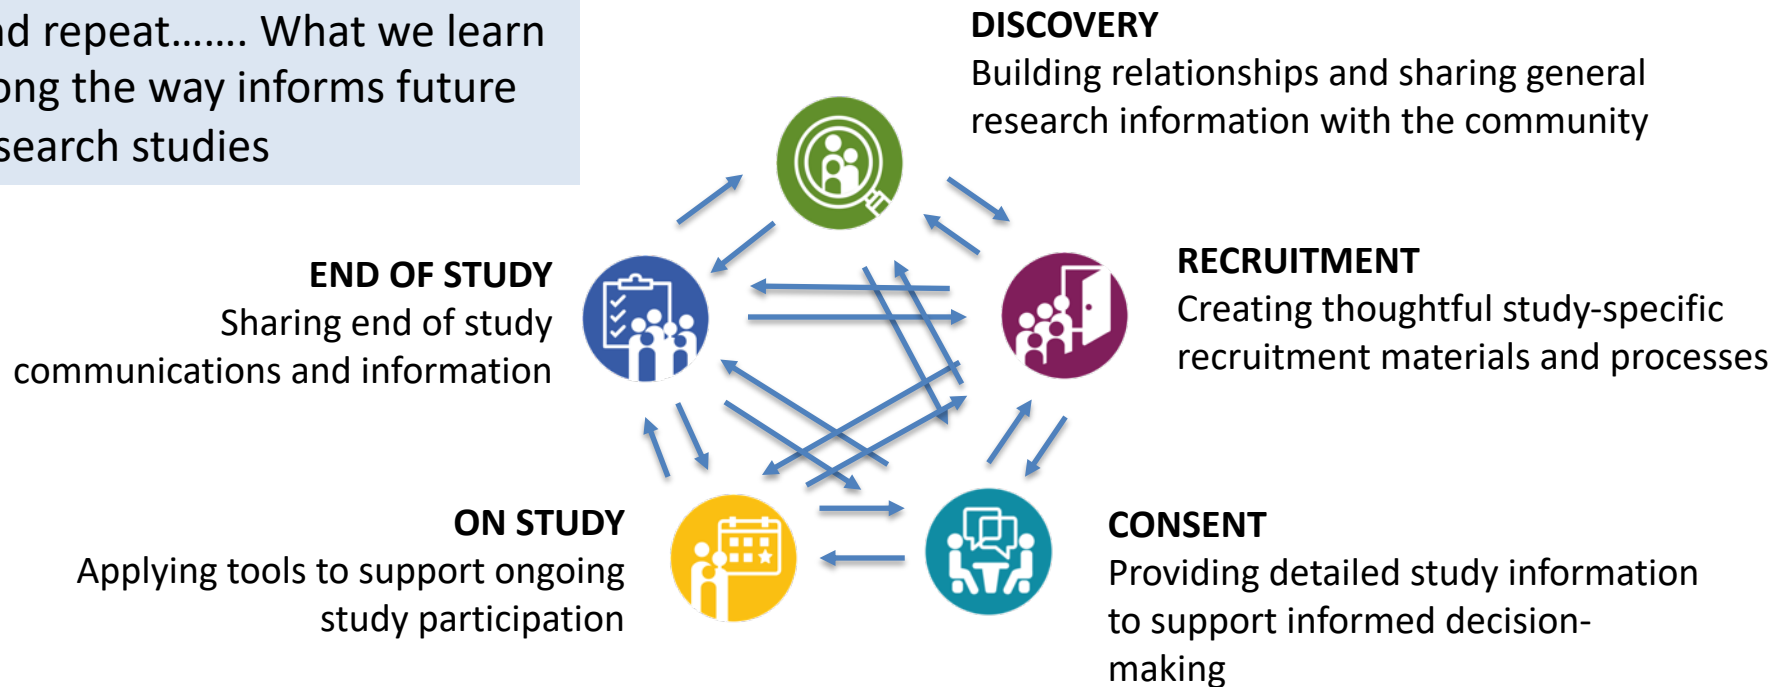 nd repeat....... What we learn
ong the way informs future
search studies
DISCOVERY
Building relationships and sharing general
research information with the community
END OF STUDY
Sharing end of study
communications and information
RECRUITMENT
Creating thoughtful study-specific
recruitment materials and processes
ON STUDY
Applying tools to support ongoing
study participation
CONSENT
Providing detailed study information
to support informed decision-
making